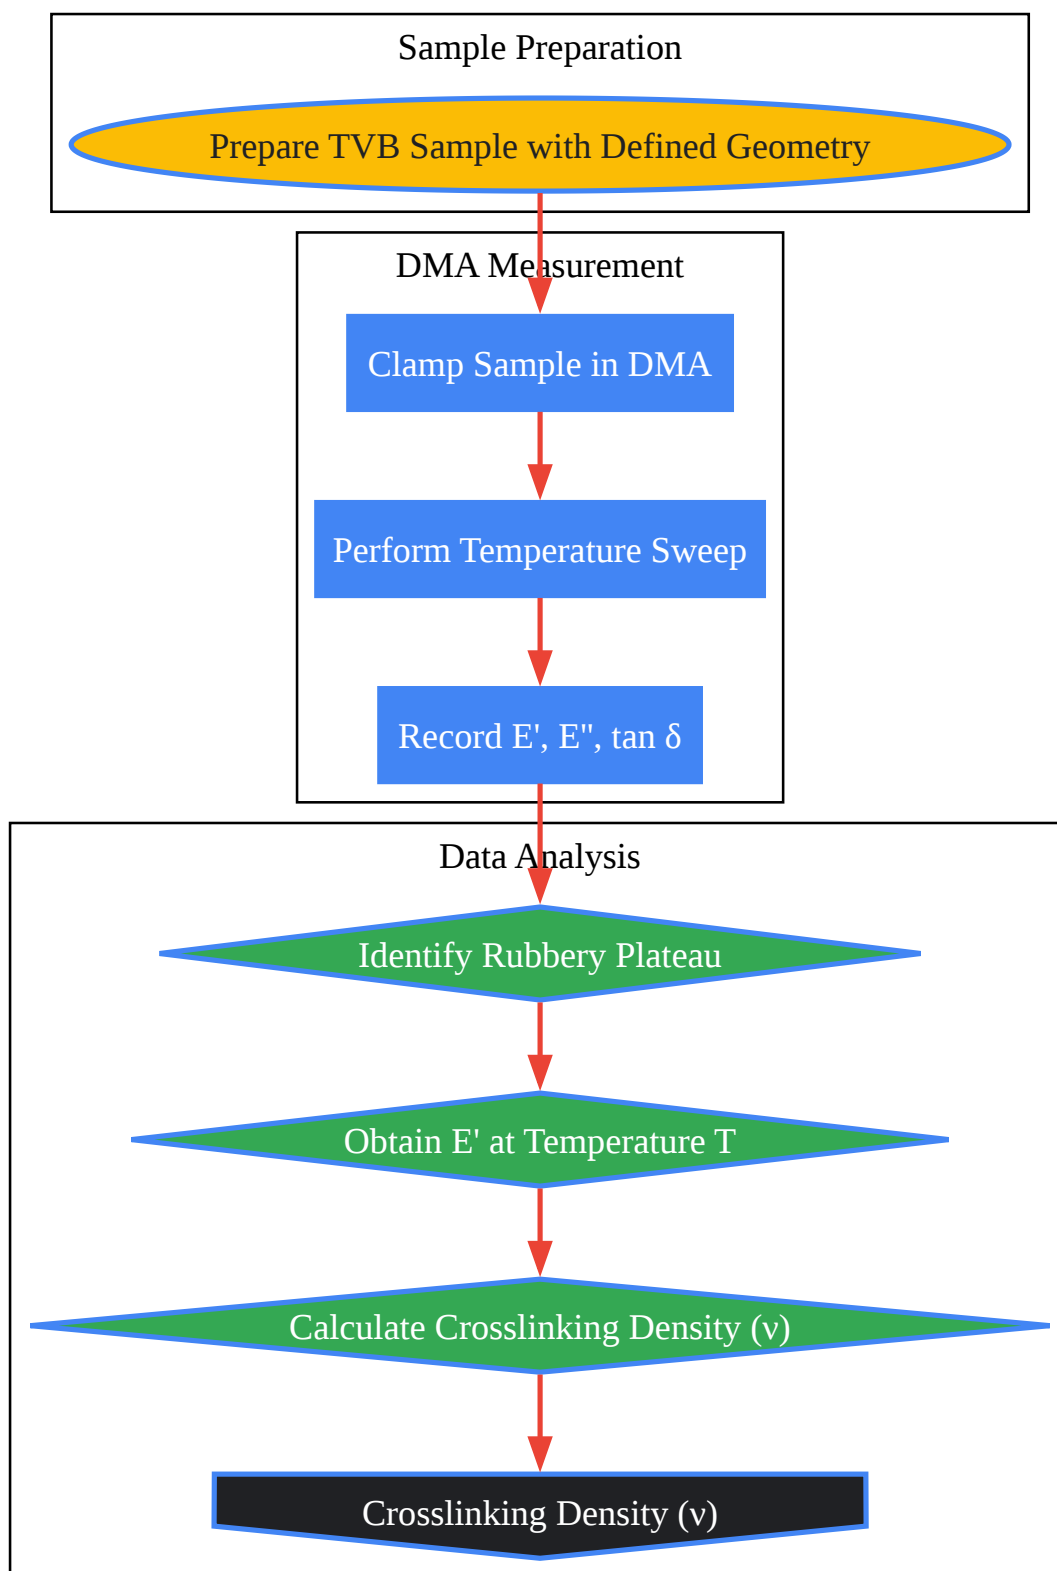 Sample Preparation
Prepare TVB Sample with Defined Geometry
DMA Measurement
Clamp Sample in DMA
Perform Temperature Sweep
Record E', E'', tan δ
Data Analysis
Identify Rubbery Plateau
Obtain E' at Temperature T
Calculate Crosslinking Density (ν)
Crosslinking Density (ν)